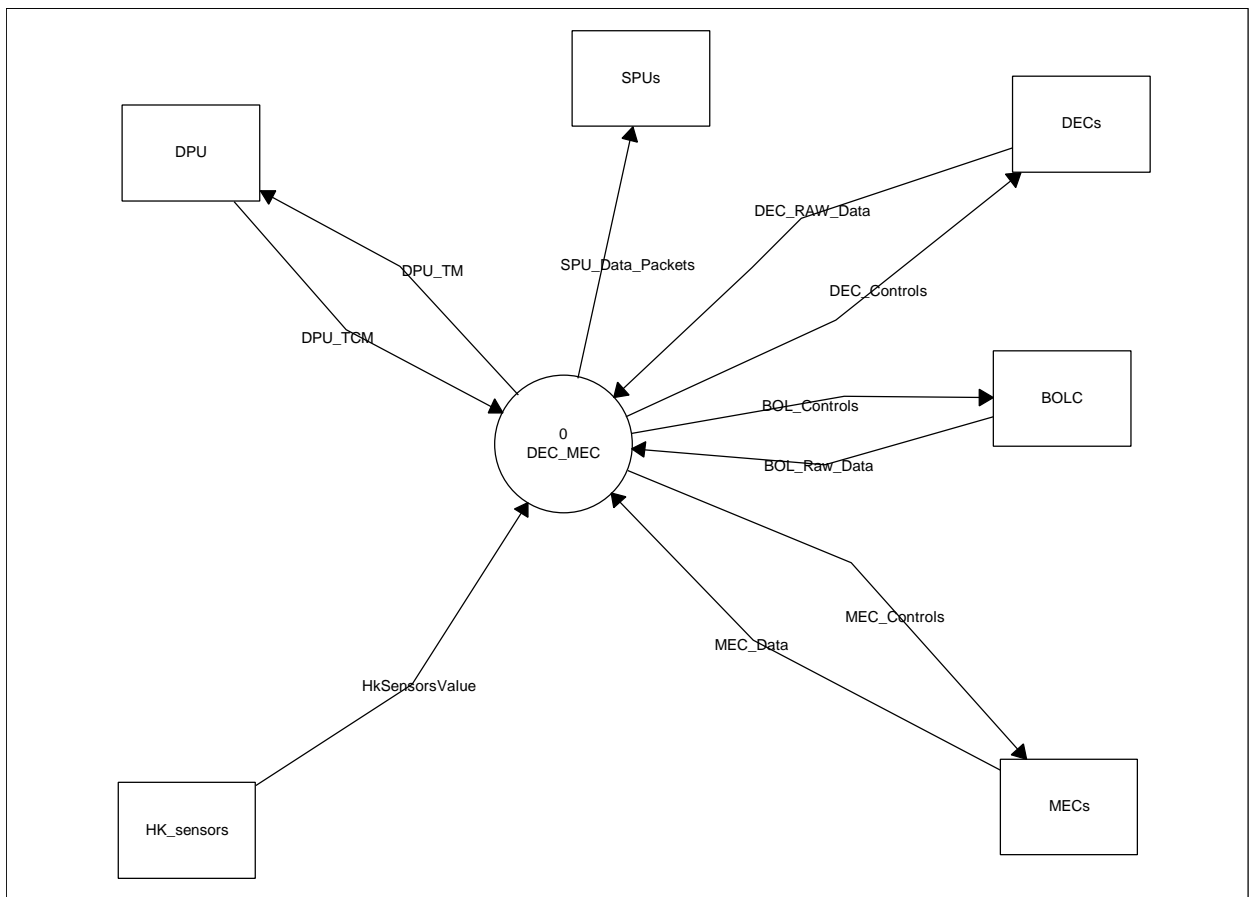 SPUs
DECs
DPU
DEC_RAW_Data
SPU_Data_Packets
DPU_TM
DEC_Controls
DPU_TCM
BOLC
BOL_Controls
0
DEC_MEC
BOL_Raw_Data
MEC_Controls
MEC_Data
HkSensorsValue
MECs
HK_sensors